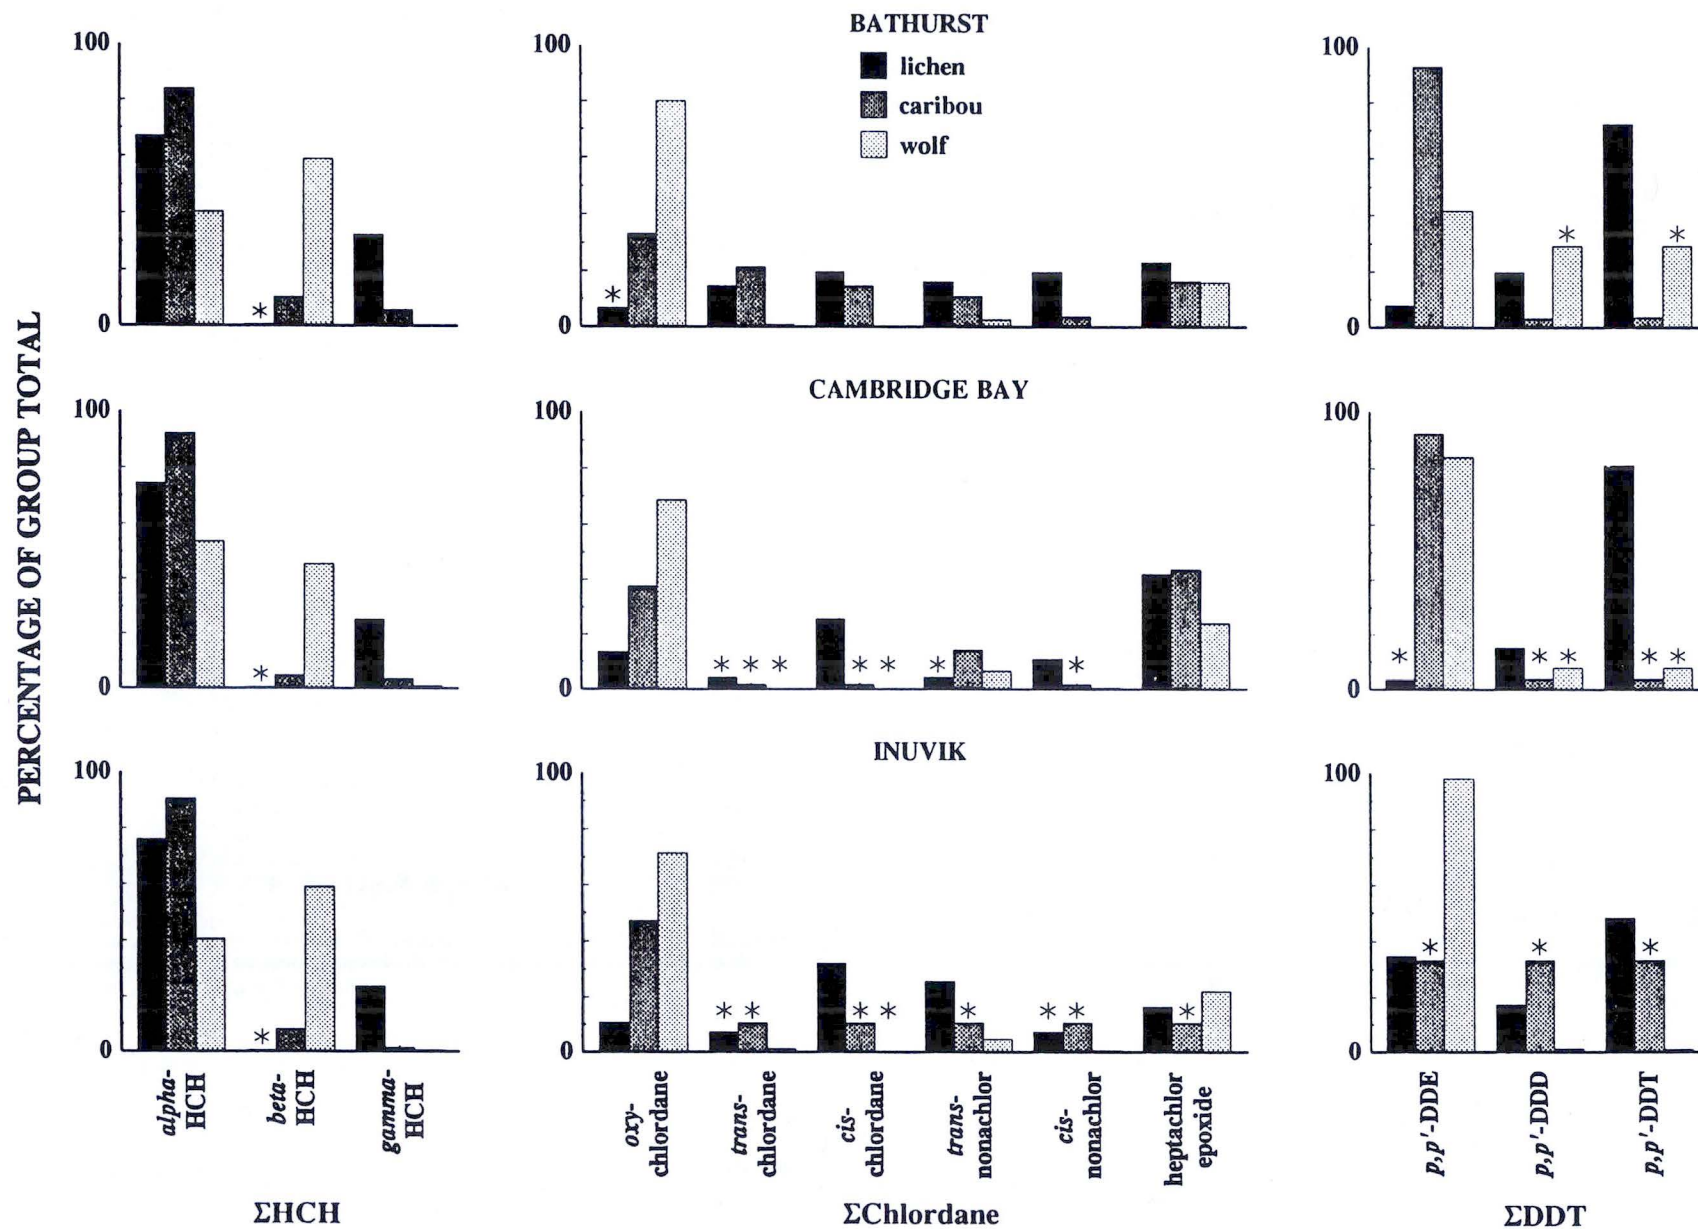 PERCENTAGE OF GROUP TOTAL
BATHURST
lichen
caribou
wolf
100
0
*
100
0
*
100
0
* *
CAMBRIDGE BAY
100
0
*
100
0
* * * * * * *
100
0
* * * * *
INUVIK
100
0
*
100
0
* * * * * * * *
100
0
* * *
alpha-
HCH
beta-
HCH
gamma-
HCH
oxy-
chlordane
trans-
chlordane
cis-
chlordane
trans-
nonachlor
cis-
nonachlor
heptachlor
epoxide
p,p'-DDE
p,p'-DDD
p,p'-DDT
ΣHCH
ΣChlordane
ΣDDT